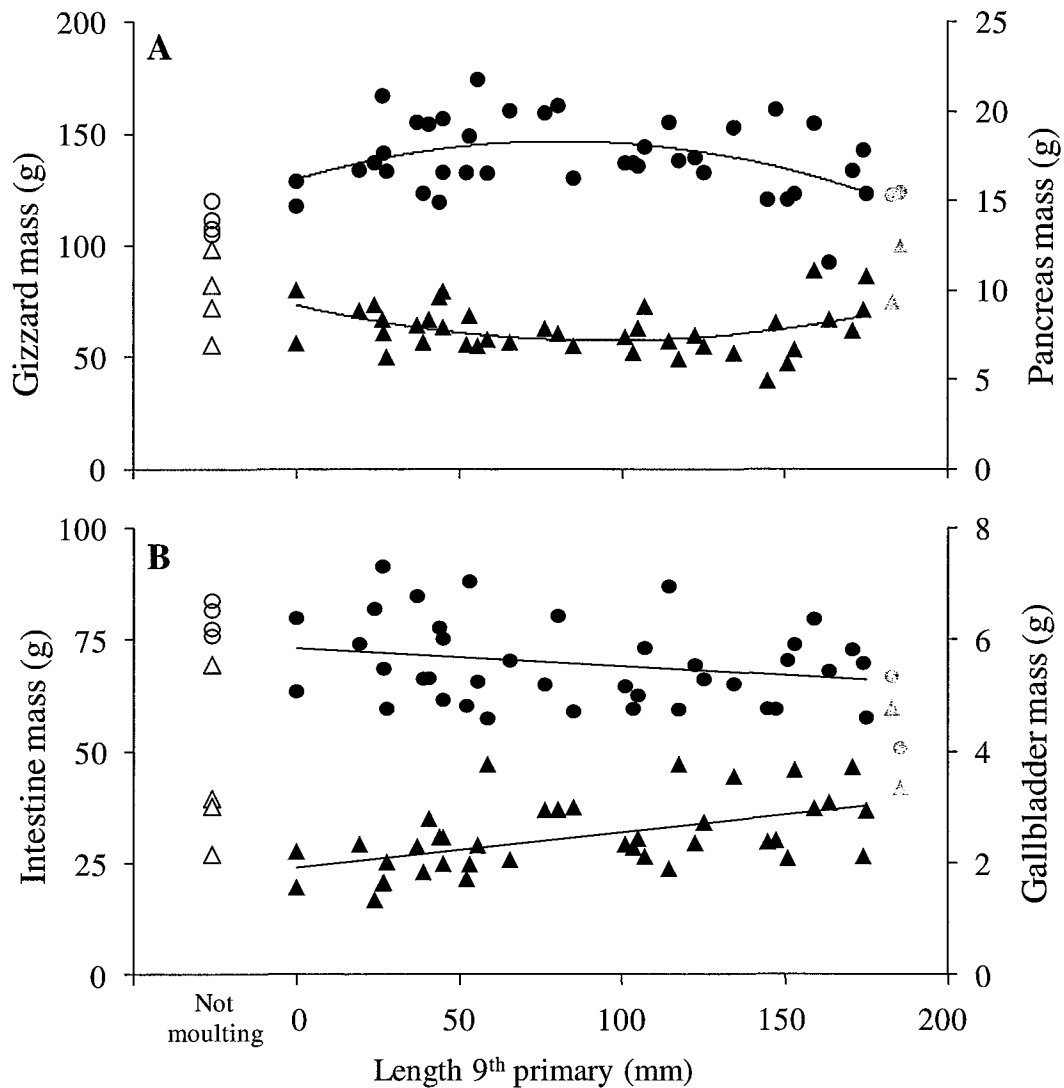 A
200
150
100
50
0
Gizzard mass (g)
25
20
15
10
5
0
Pancreas mass (g)
B
100
75
50
25
0
Intestine mass (g)
8
6
4
2
0
Gallbladder mass (g)
Not
moulting
0 50 100 150 200
Length 9th primary (mm)